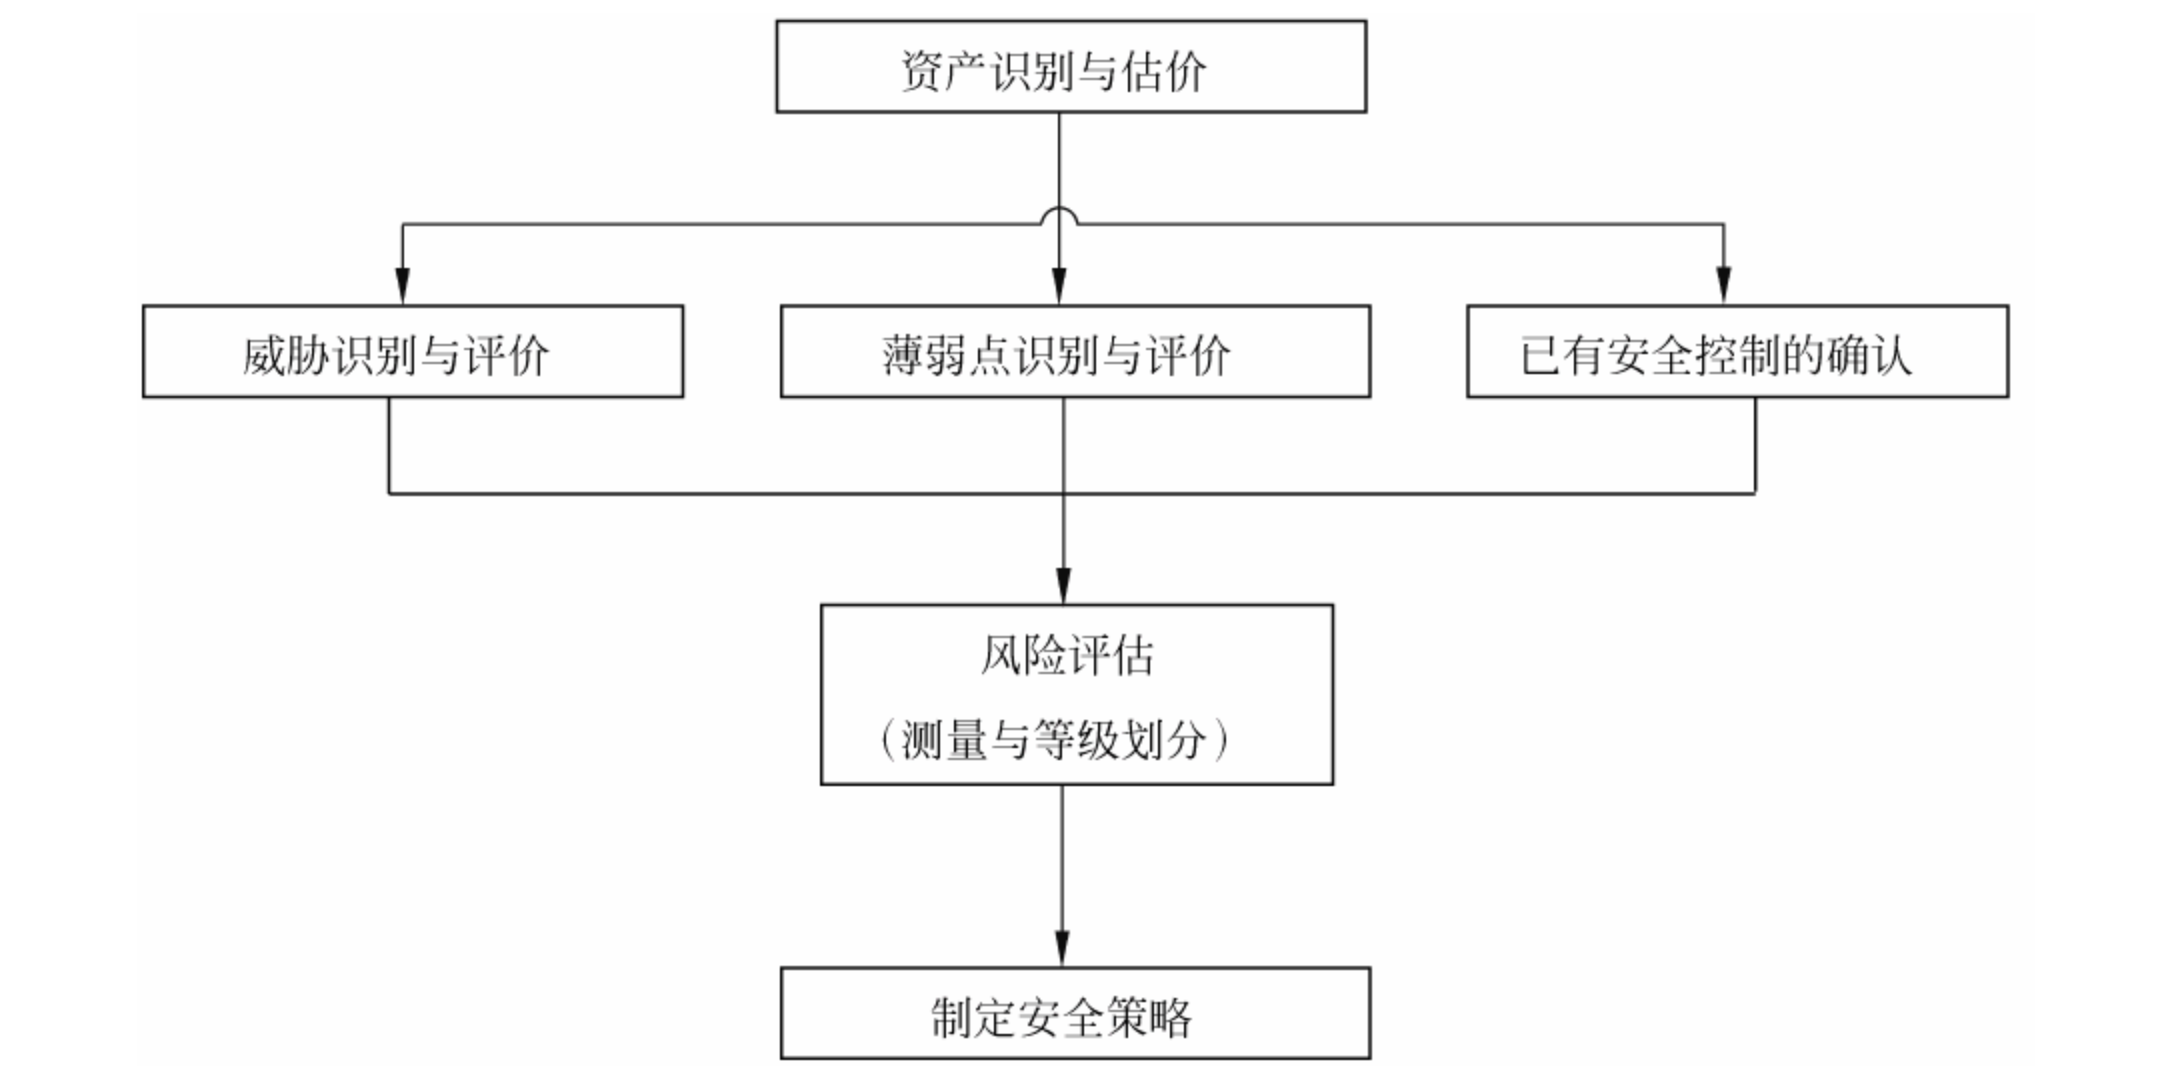 资产识别与估价
威胁识别与评价
薄弱点识别与评价
已有安全控制的确认
风险评估
（测量与等级划分）
制定安全策略